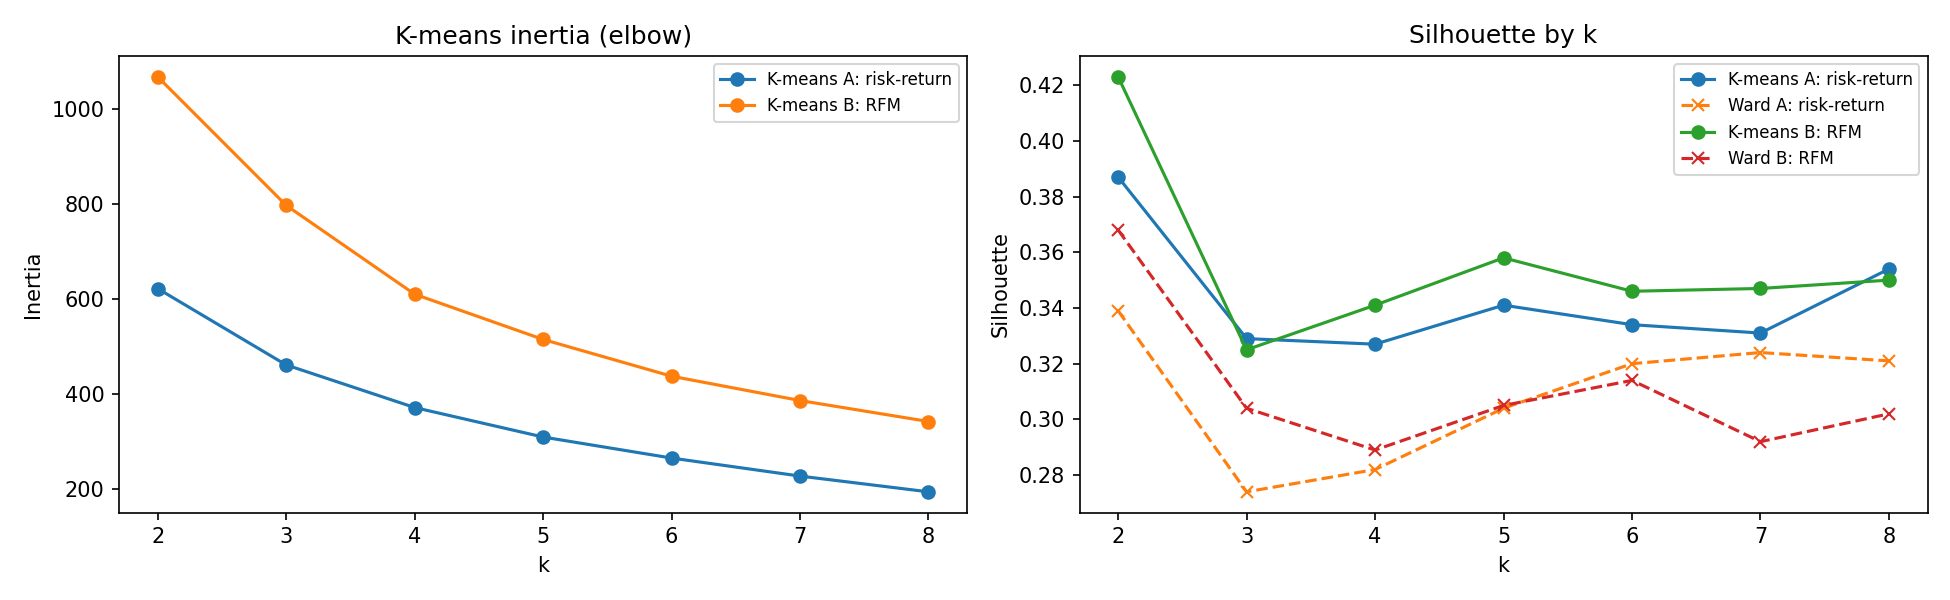 K-means inertia (elbow)
K-means A: risk-return
K-means B: RFM
1000
800
600
400
200
Inertia
2 3 4 5 6 7 8
k
Silhouette by k
K-means A: risk-return
Ward A: risk-return
K-means B: RFM
Ward B: RFM
0.42
0.40
0.38
0.36
0.34
0.32
0.30
0.28
Silhouette
2 3 4 5 6 7 8
k